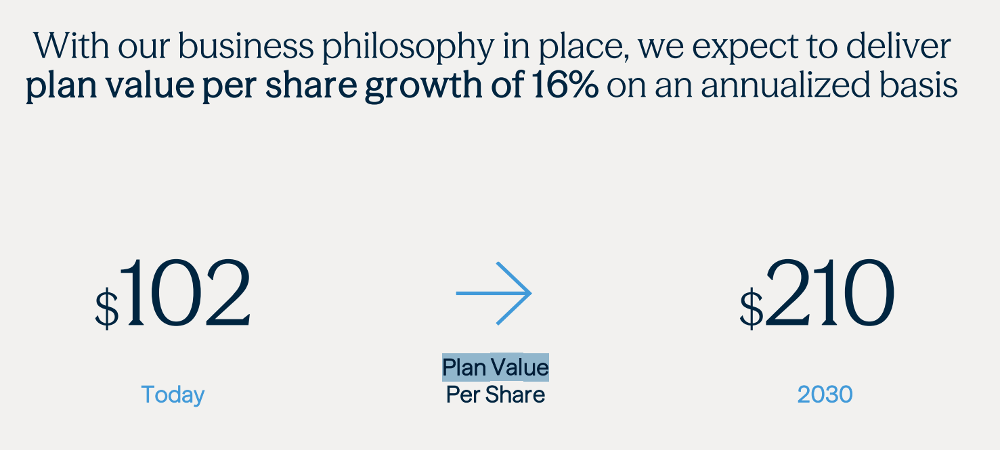 With our business philosophy in place, we expect to deliver
plan value per share growth of 16% on an annualized basis
$102
$210
Plan Value
Per Share
Today
2030